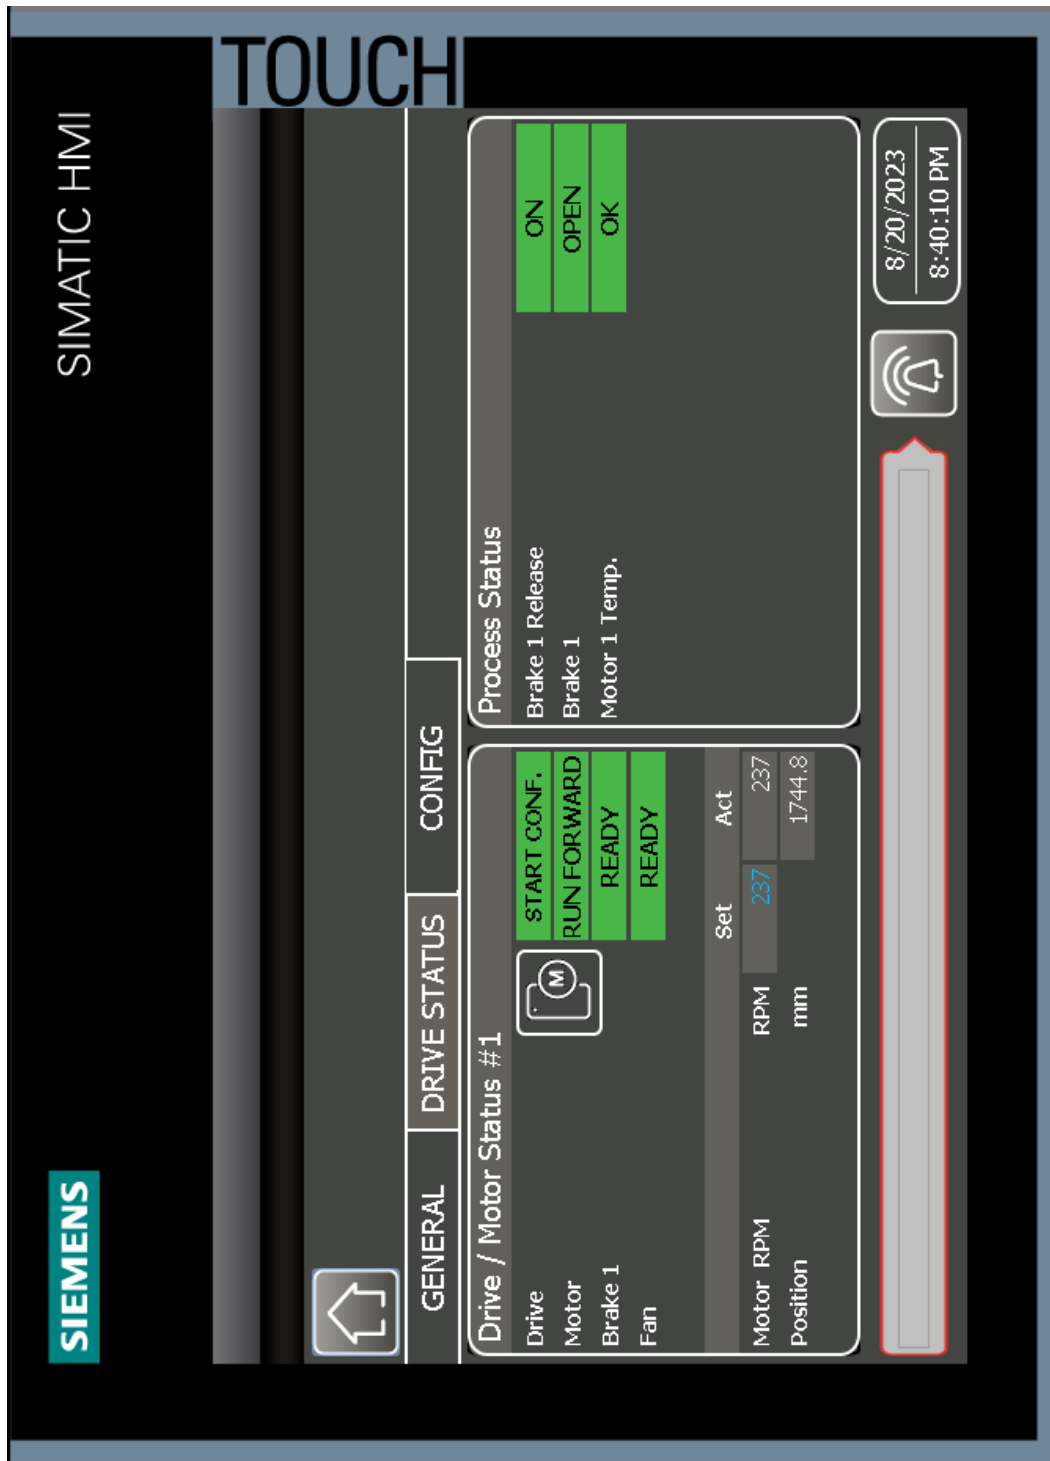 SIEMENS
SIMATIC HMI
TOUCH
GENERAL
DRIVE STATUS
CONFIG
Drive / Motor Status #1
Drive
START CONF.
Motor
RUN FORWARD
Brake 1
READY
Fan
READY
M
Set Act
Motor RPM RPM 237 237
Position mm 1744.8
Process Status
Brake 1 Release ON
Brake 1 OPEN
Motor 1 Temp. OK
8/20/2023
8:40:10 PM